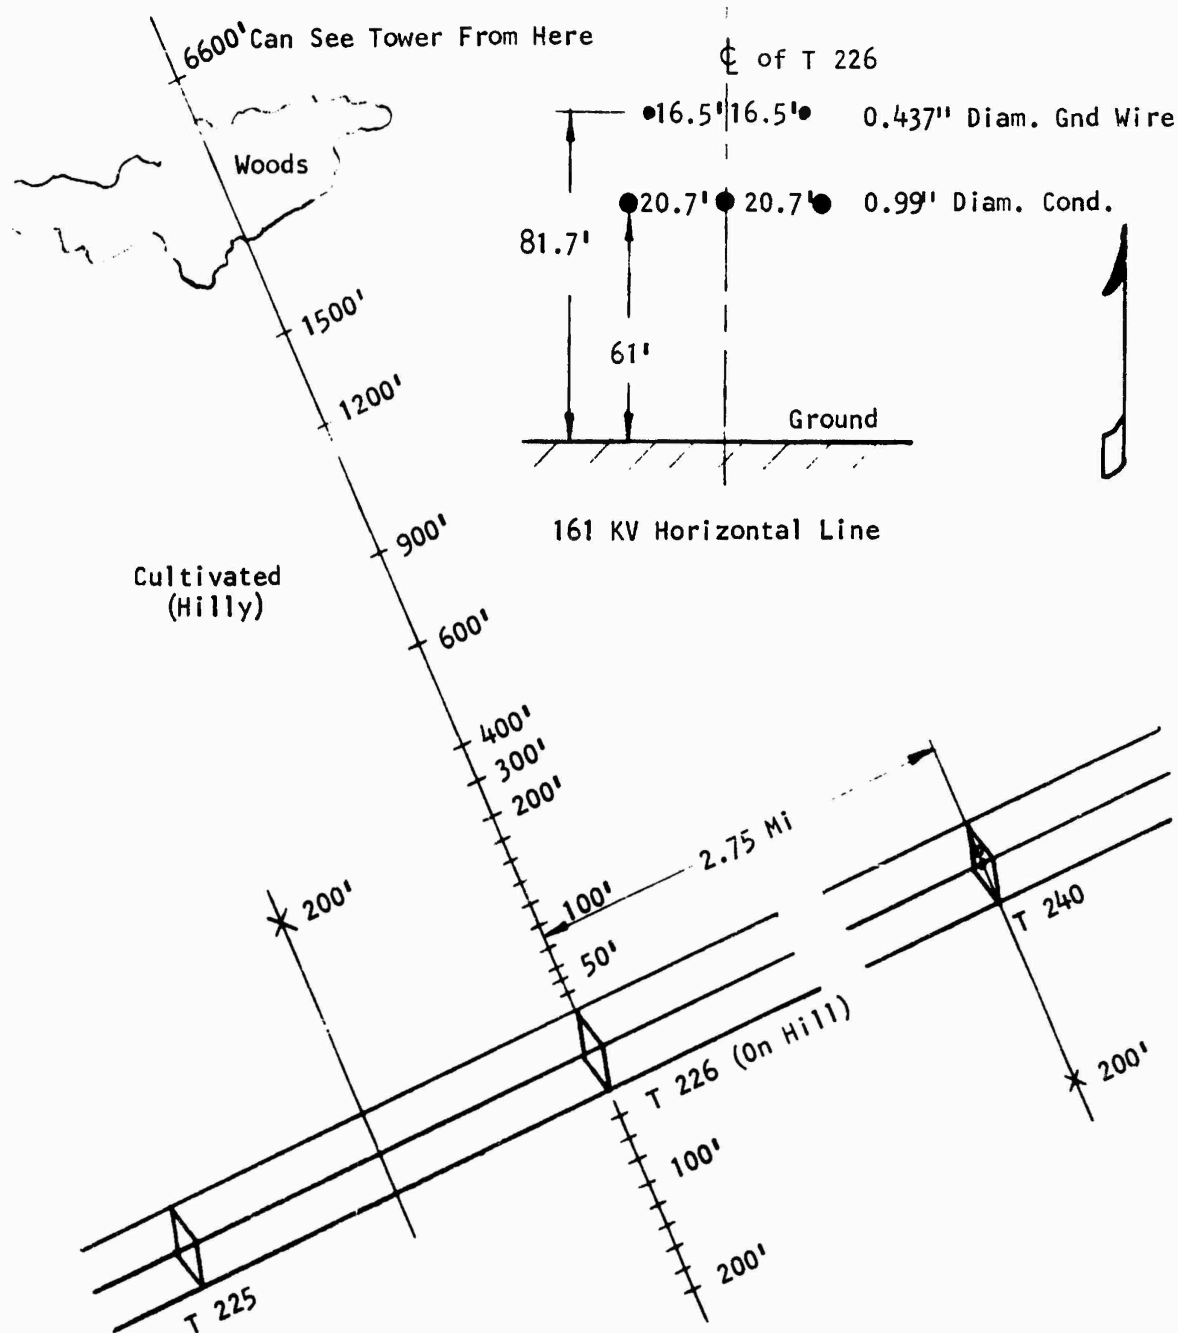 6600' Can See Tower From Here
℄ of T 226
16.5' 16.5' 0.437" Diam. Gnd Wire
Woods
20.7' 20.7' 0.99" Diam. Cond.
81.7'
1500'
61'
1200'
Ground
161 KV Horizontal Line
900'
Cultivated
(Hilly)
600'
400'
300'
200'
2.75 Mi
200'
100'
T 240
50'
T 226 (On Hill)
200'
100'
200'
T 225